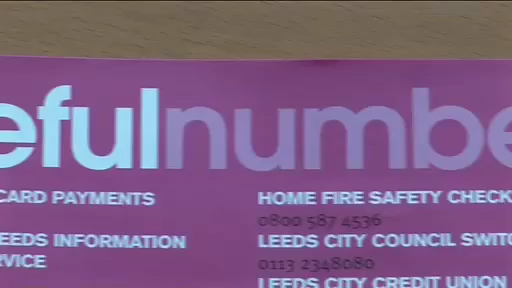 efulnumbe
CARD PAYMENTS
HOME FIRE SAFETY CHECK
0800 587 4536
EEDS INFORMATION
RVICE
LEEDS CITY COUNCIL SWITC
0113 2348080
LEEDS CITY CREDIT UNION